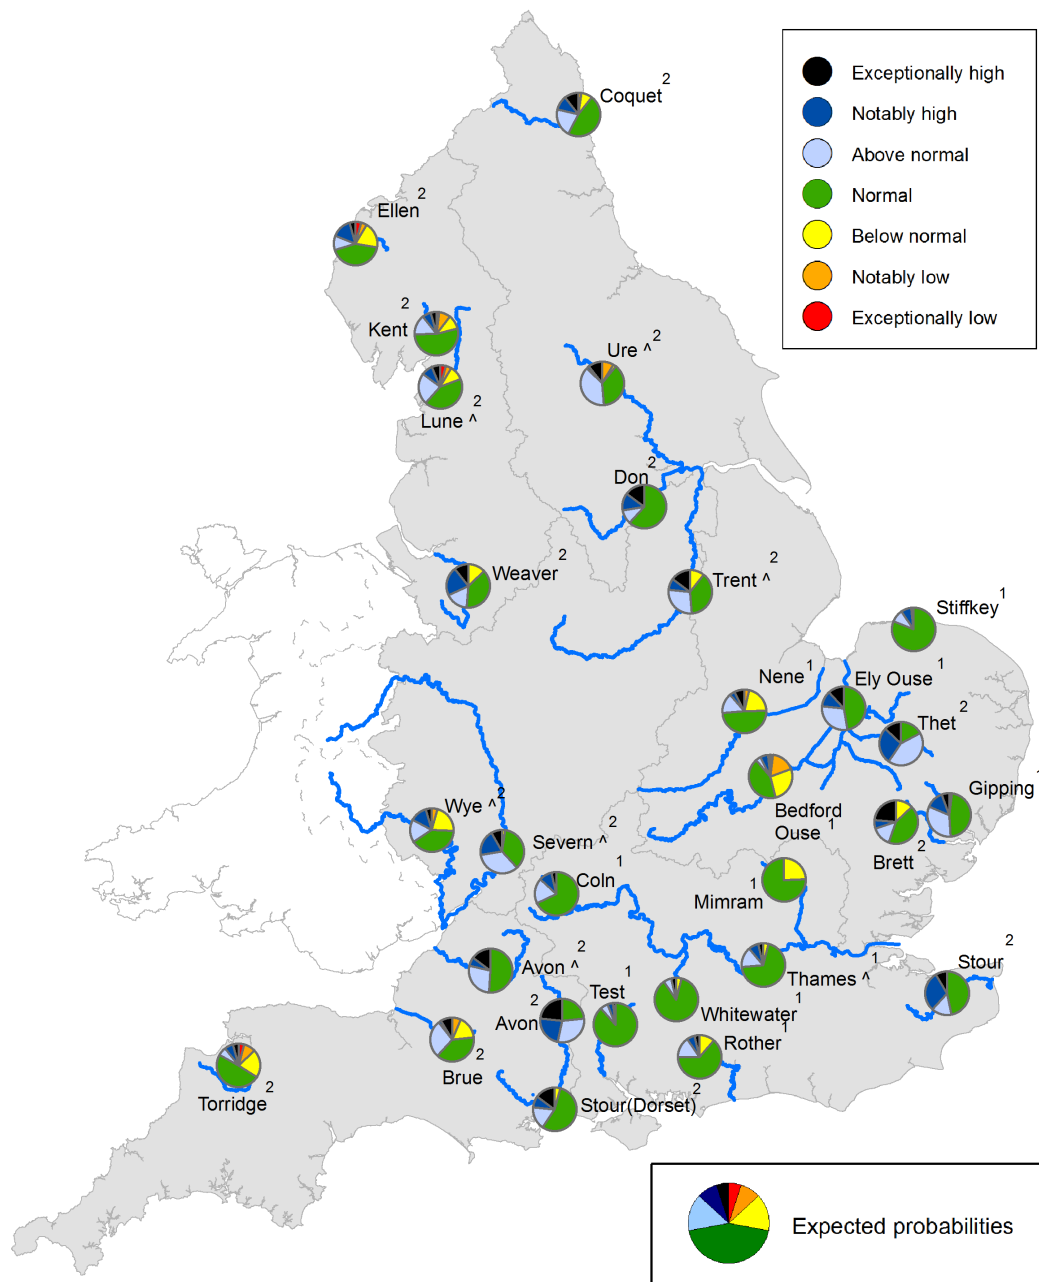 Coquet 2
Exceptionally high
Notably high
Above normal
Normal
Below normal
Notably low
Exceptionally low
Ellen 2
Kent 2
Ure ^ 2
Lune ^ 2
Don 2
Weaver 2
Trent ^ 2
Stiffkey 1
Nene 1
Ely Ouse 1
Thet 2
Gipping 1
Bedford
Ouse 1
Brett 2
Wye ^ 2
Severn ^ 2
Coln 1
Mimram 1
Avon ^ 2
Avon 2
Test 1
Whitewater 1
Thames ^ 1
Stour 2
Rother 1
Brue 2
Torridge 2
Stour(Dorset) 2
Expected probabilities